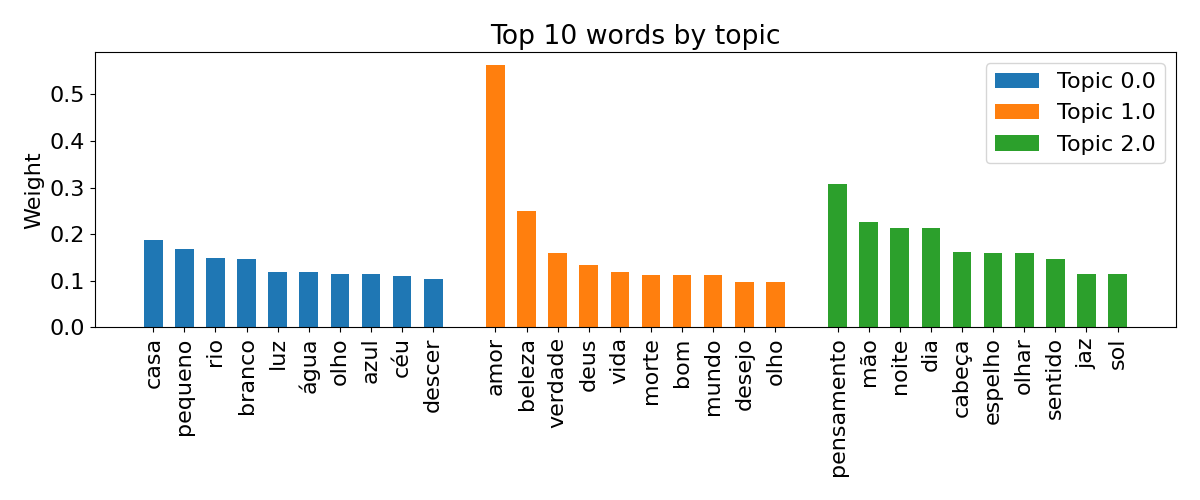 Top 10 words by topic
Weight
0.5
0.4
0.3
0.2
0.1
0.0
Topic 0.0
Topic 1.0
Topic 2.0
casa
pequeno
rio
branco
luz
água
olho
azul
céu
descer
amor
beleza
verdade
deus
vida
morte
bom
mundo
desejo
olho
pensamento
mão
noite
dia
cabeça
espelho
olhar
sentido
jaz
sol